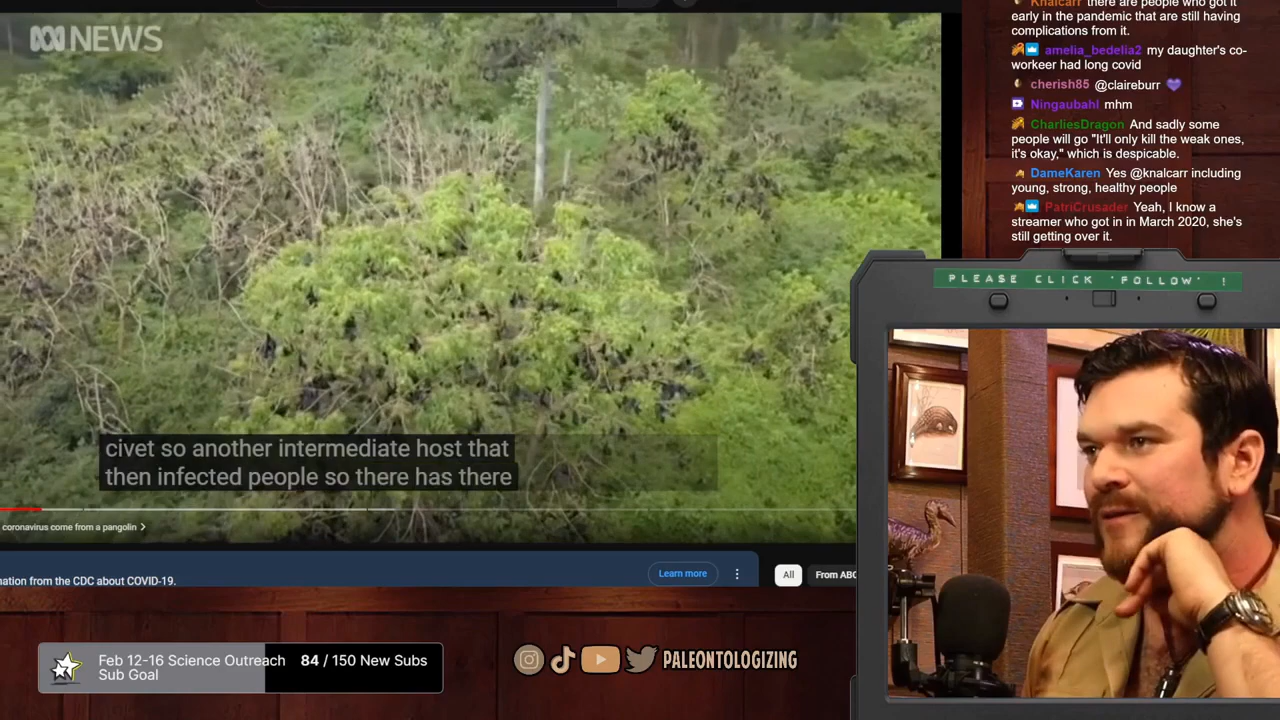 NEWS
civet so another intermediate host that
then infected people so there has there
coronavirus come from a pangolin
nation from the CDC about COVID-19.
Learn more
All
From ABC
Feb 12-16 Science Outreach
Sub Goal
84 / 150 New Subs
PALEONTOLOGIZING
Knalcarr there are people who got it
early in the pandemic that are still having
complications from it.
amelia_bedelia2 my daughter's co-
workeer had long covid
cherish85 @claireburr
Ningaubahl mhm
CharliesDragon And sadly some
people will go "It'll only kill the weak ones,
it's okay," which is despicable.
DameKaren Yes @knalcarr including
young, strong, healthy people
PatriCrusader Yeah, I know a
streamer who got in in March 2020, she's
still getting over it.
PLEASE CLICK 'FOLLOW' !